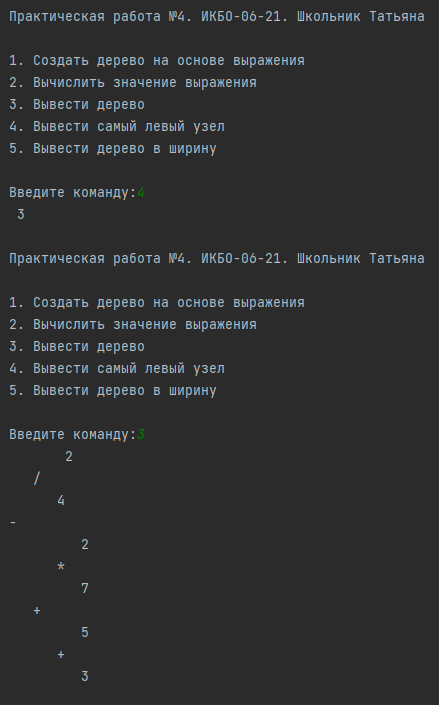 Практическая работа №4. ИКБО-06-21. Школьник Татьяна
1. Создать дерево на основе выражения
2. Вычислить значение выражения
3. Вывести дерево
4. Вывести самый левый узел
5. Вывести дерево в ширину
Введите команду:4
3
Практическая работа №4. ИКБО-06-21. Школьник Татьяна
1. Создать дерево на основе выражения
2. Вычислить значение выражения
3. Вывести дерево
4. Вывести самый левый узел
5. Вывести дерево в ширину
Введите команду:3
2
/
4
-
2
*
7
+
5
+
3